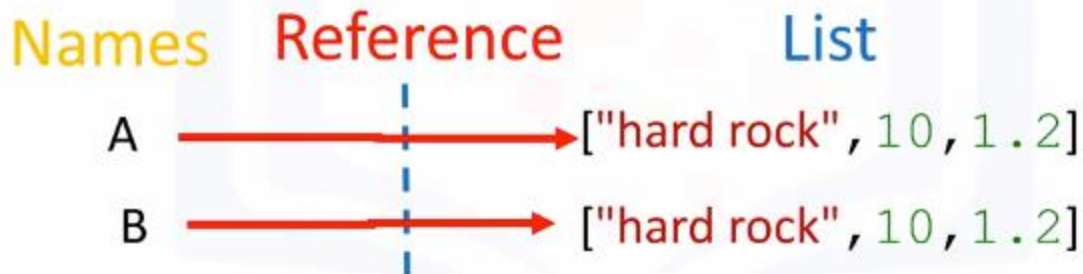 Names Reference List
A ["hard rock", 10, 1.2]
B ["hard rock", 10, 1.2]